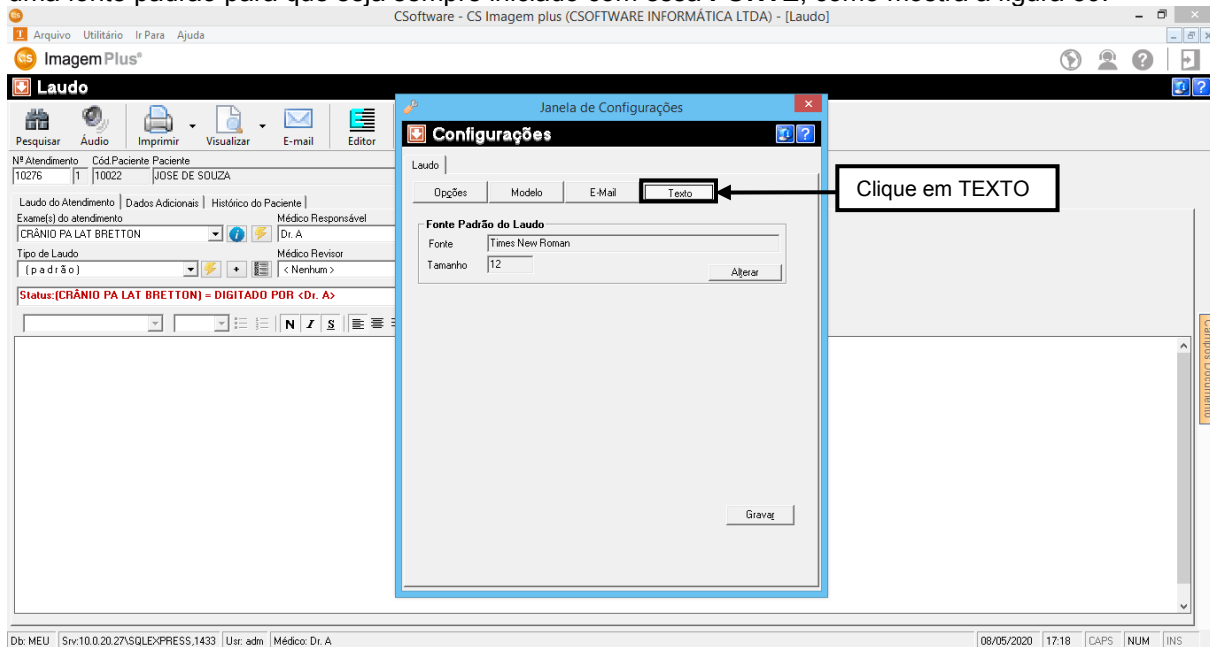 CSoftware - CS Imagem plus (CSOFTWARE INFORMÁTICA LTDA) - [Laudo]
Arquivo Utilitário Ir Para Ajuda
ImagemPlus®
Laudo
Pesquisar Áudio Imprimir Visualizar E-mail Editor
Nª Atendimento Cód.Paciente Paciente
10276 1 10022 JOSE DE SOUZA
Laudo do Atendimento Dados Adicionais Histórico do Paciente
Exame(s) do atendimento Médico Responsável
CRÂNIO PA LAT BRETTON Dr. A
Tipo de Laudo Médico Revisor
(padrão) < Nenhum >
Status:(CRÂNIO PA LAT BRETTON) = DIGITADO POR <Dr. A>
N I S
Janela de Configurações
Configurações
Laudo
Opções Modelo E-Mail Texto
Fonte Padrão do Laudo
Fonte Times New Roman
Tamanho 12
Alterar
Gravar
Clique em TEXTO
Campos Documento
Db: MEU Srv:10.0.20.27\SQLEXPRESS,1433 Usr: adm Médico: Dr. A 08/05/2020 17:18 CAPS NUM INS